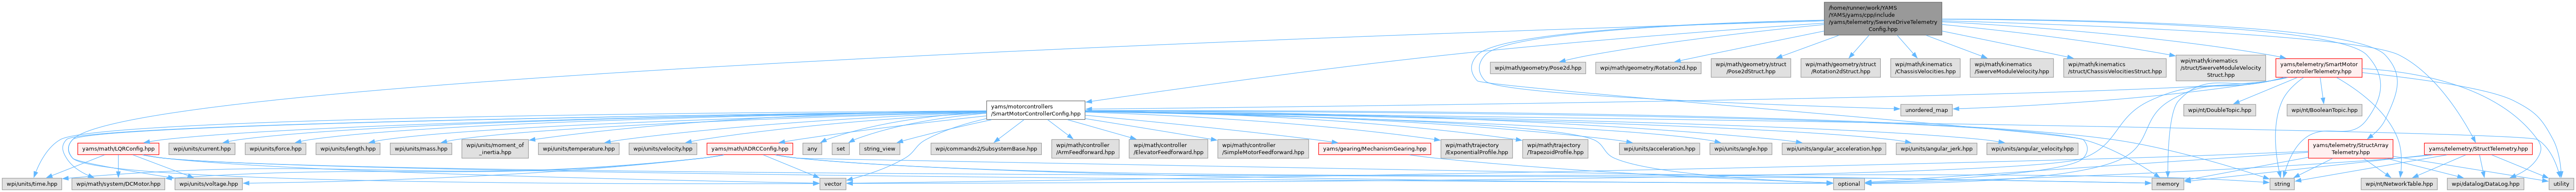 /home/runner/work/YAMS
/YAMS/yams/cpp/include
/yams/telemetry/SwerveDriveTelemetry
Config.hpp
wpi/math/geometry/Pose2d.hpp
wpi/math/geometry/Rotation2d.hpp
wpi/math/geometry/struct
/Pose2dStruct.hpp
wpi/math/geometry/struct
/Rotation2dStruct.hpp
wpi/math/kinematics
/ChassisVelocities.hpp
wpi/math/kinematics
/SwerveModuleVelocity.hpp
wpi/math/kinematics
/struct/ChassisVelocitiesStruct.hpp
wpi/math/kinematics
/struct/SwerveModuleVelocity
Struct.hpp
yams/telemetry/SmartMotor
ControllerTelemetry.hpp
yams/motorcontrollers
/SmartMotorControllerConfig.hpp
unordered_map
wpi/nt/DoubleTopic.hpp
wpi/nt/BooleanTopic.hpp
yams/math/LQRConfig.hpp
wpi/units/current.hpp
wpi/units/force.hpp
wpi/units/length.hpp
wpi/units/mass.hpp
wpi/units/moment_of
_inertia.hpp
wpi/units/temperature.hpp
wpi/units/velocity.hpp
yams/math/ADRCConfig.hpp
any
set
string_view
wpi/commands2/SubsystemBase.hpp
wpi/math/controller
/ArmFeedforward.hpp
wpi/math/controller
/ElevatorFeedforward.hpp
wpi/math/controller
/SimpleMotorFeedforward.hpp
yams/gearing/MechanismGearing.hpp
wpi/math/trajectory
/ExponentialProfile.hpp
wpi/math/trajectory
/TrapezoidProfile.hpp
wpi/units/acceleration.hpp
wpi/units/angle.hpp
wpi/units/angular_acceleration.hpp
wpi/units/angular_jerk.hpp
wpi/units/angular_velocity.hpp
yams/telemetry/StructArray
Telemetry.hpp
yams/telemetry/StructTelemetry.hpp
wpi/units/time.hpp
wpi/math/system/DCMotor.hpp
wpi/units/voltage.hpp
vector
optional
memory
string
wpi/nt/NetworkTable.hpp
wpi/datalog/DataLog.hpp
utility